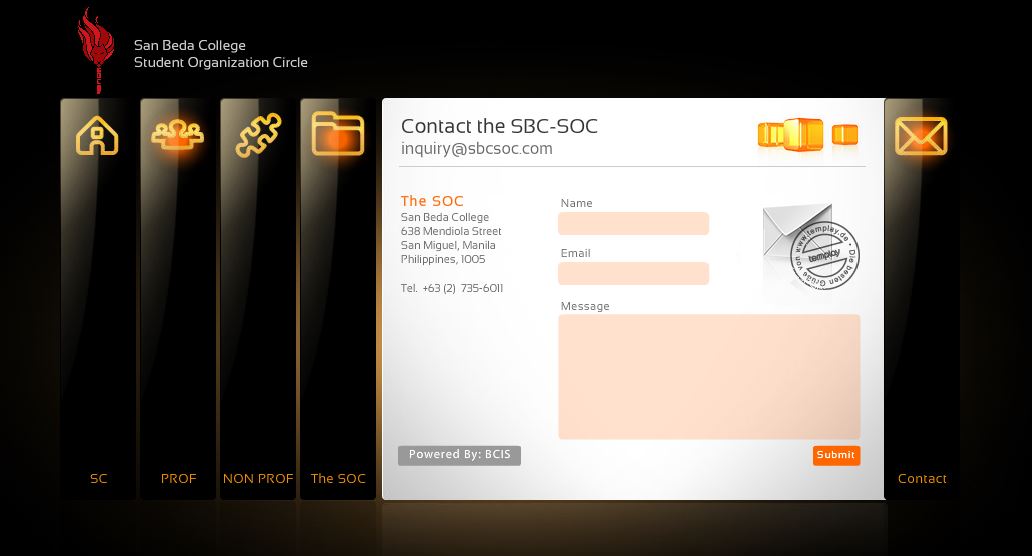 San Beda College
Student Organization Circle
Contact the SBC-SOC
inquiry@sbcsoc.com
The SOC
San Beda College
638 Mendiola Street
San Miguel, Manila
Philippines, 1005
Tel. +63 (2) 735-6011
Name
Email
Message
www.templay.de • Die besten Grüße von
templay
Powered By: BCIS
Submit
SC
PROF
NON PROF
The SOC
Contact